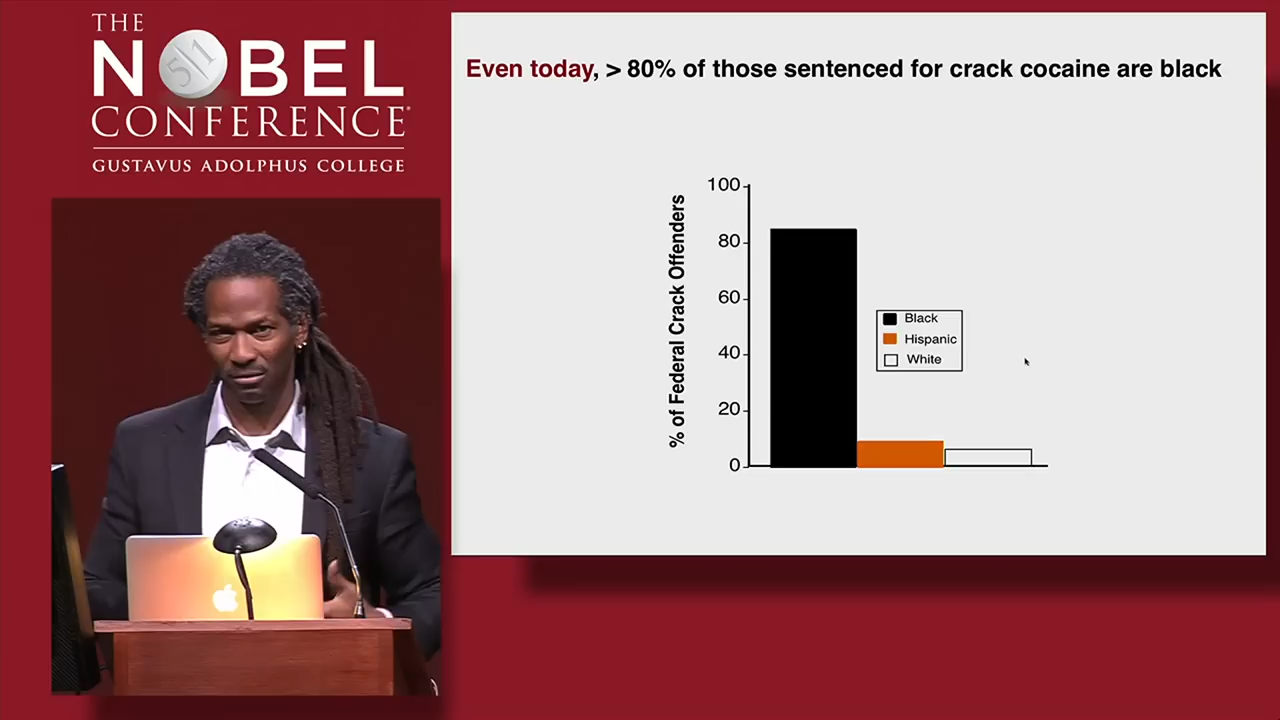 THE
NOBEL
51
CONFERENCE®
GUSTAVUS ADOLPHUS COLLEGE
Even today, > 80% of those sentenced for crack cocaine are black
% of Federal Crack Offenders
100
80
60
40
20
0
Black
Hispanic
White